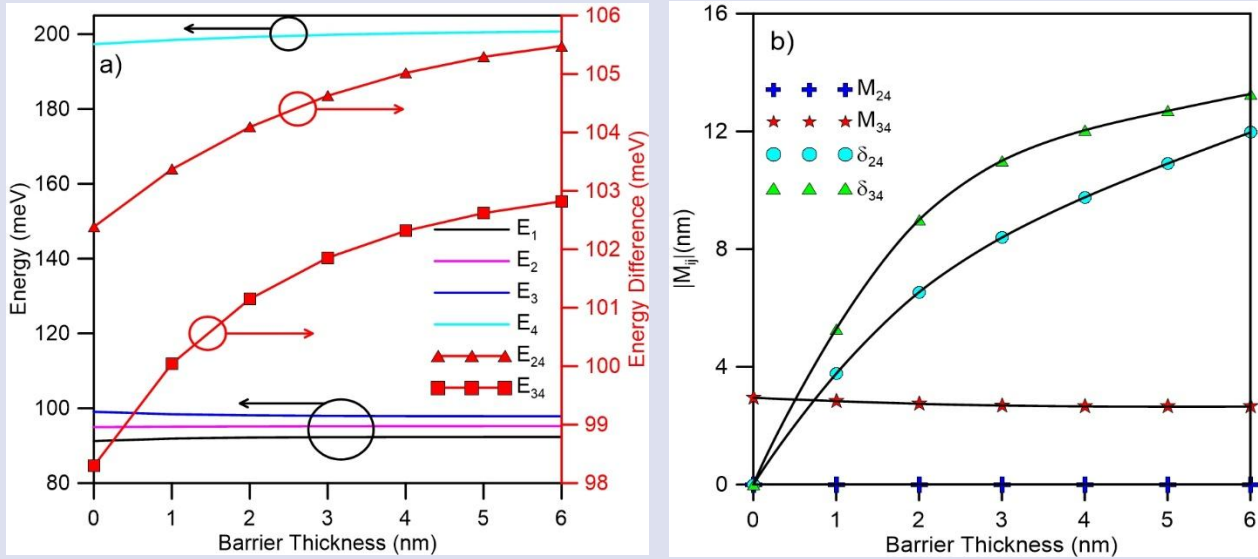 a)
Energy (meV)
200
180
160
140
120
100
80
106
105
104
103
102
101
100
99
98
Energy Difference (meV)
E1
E2
E3
E4
E24
E34
0 1 2 3 4 5 6
Barrier Thickness (nm)
b)
|Mij|(nm)
16
12
8
4
0
M24
M34
δ24
δ34
0 1 2 3 4 5 6
Barrier Thickness (nm)